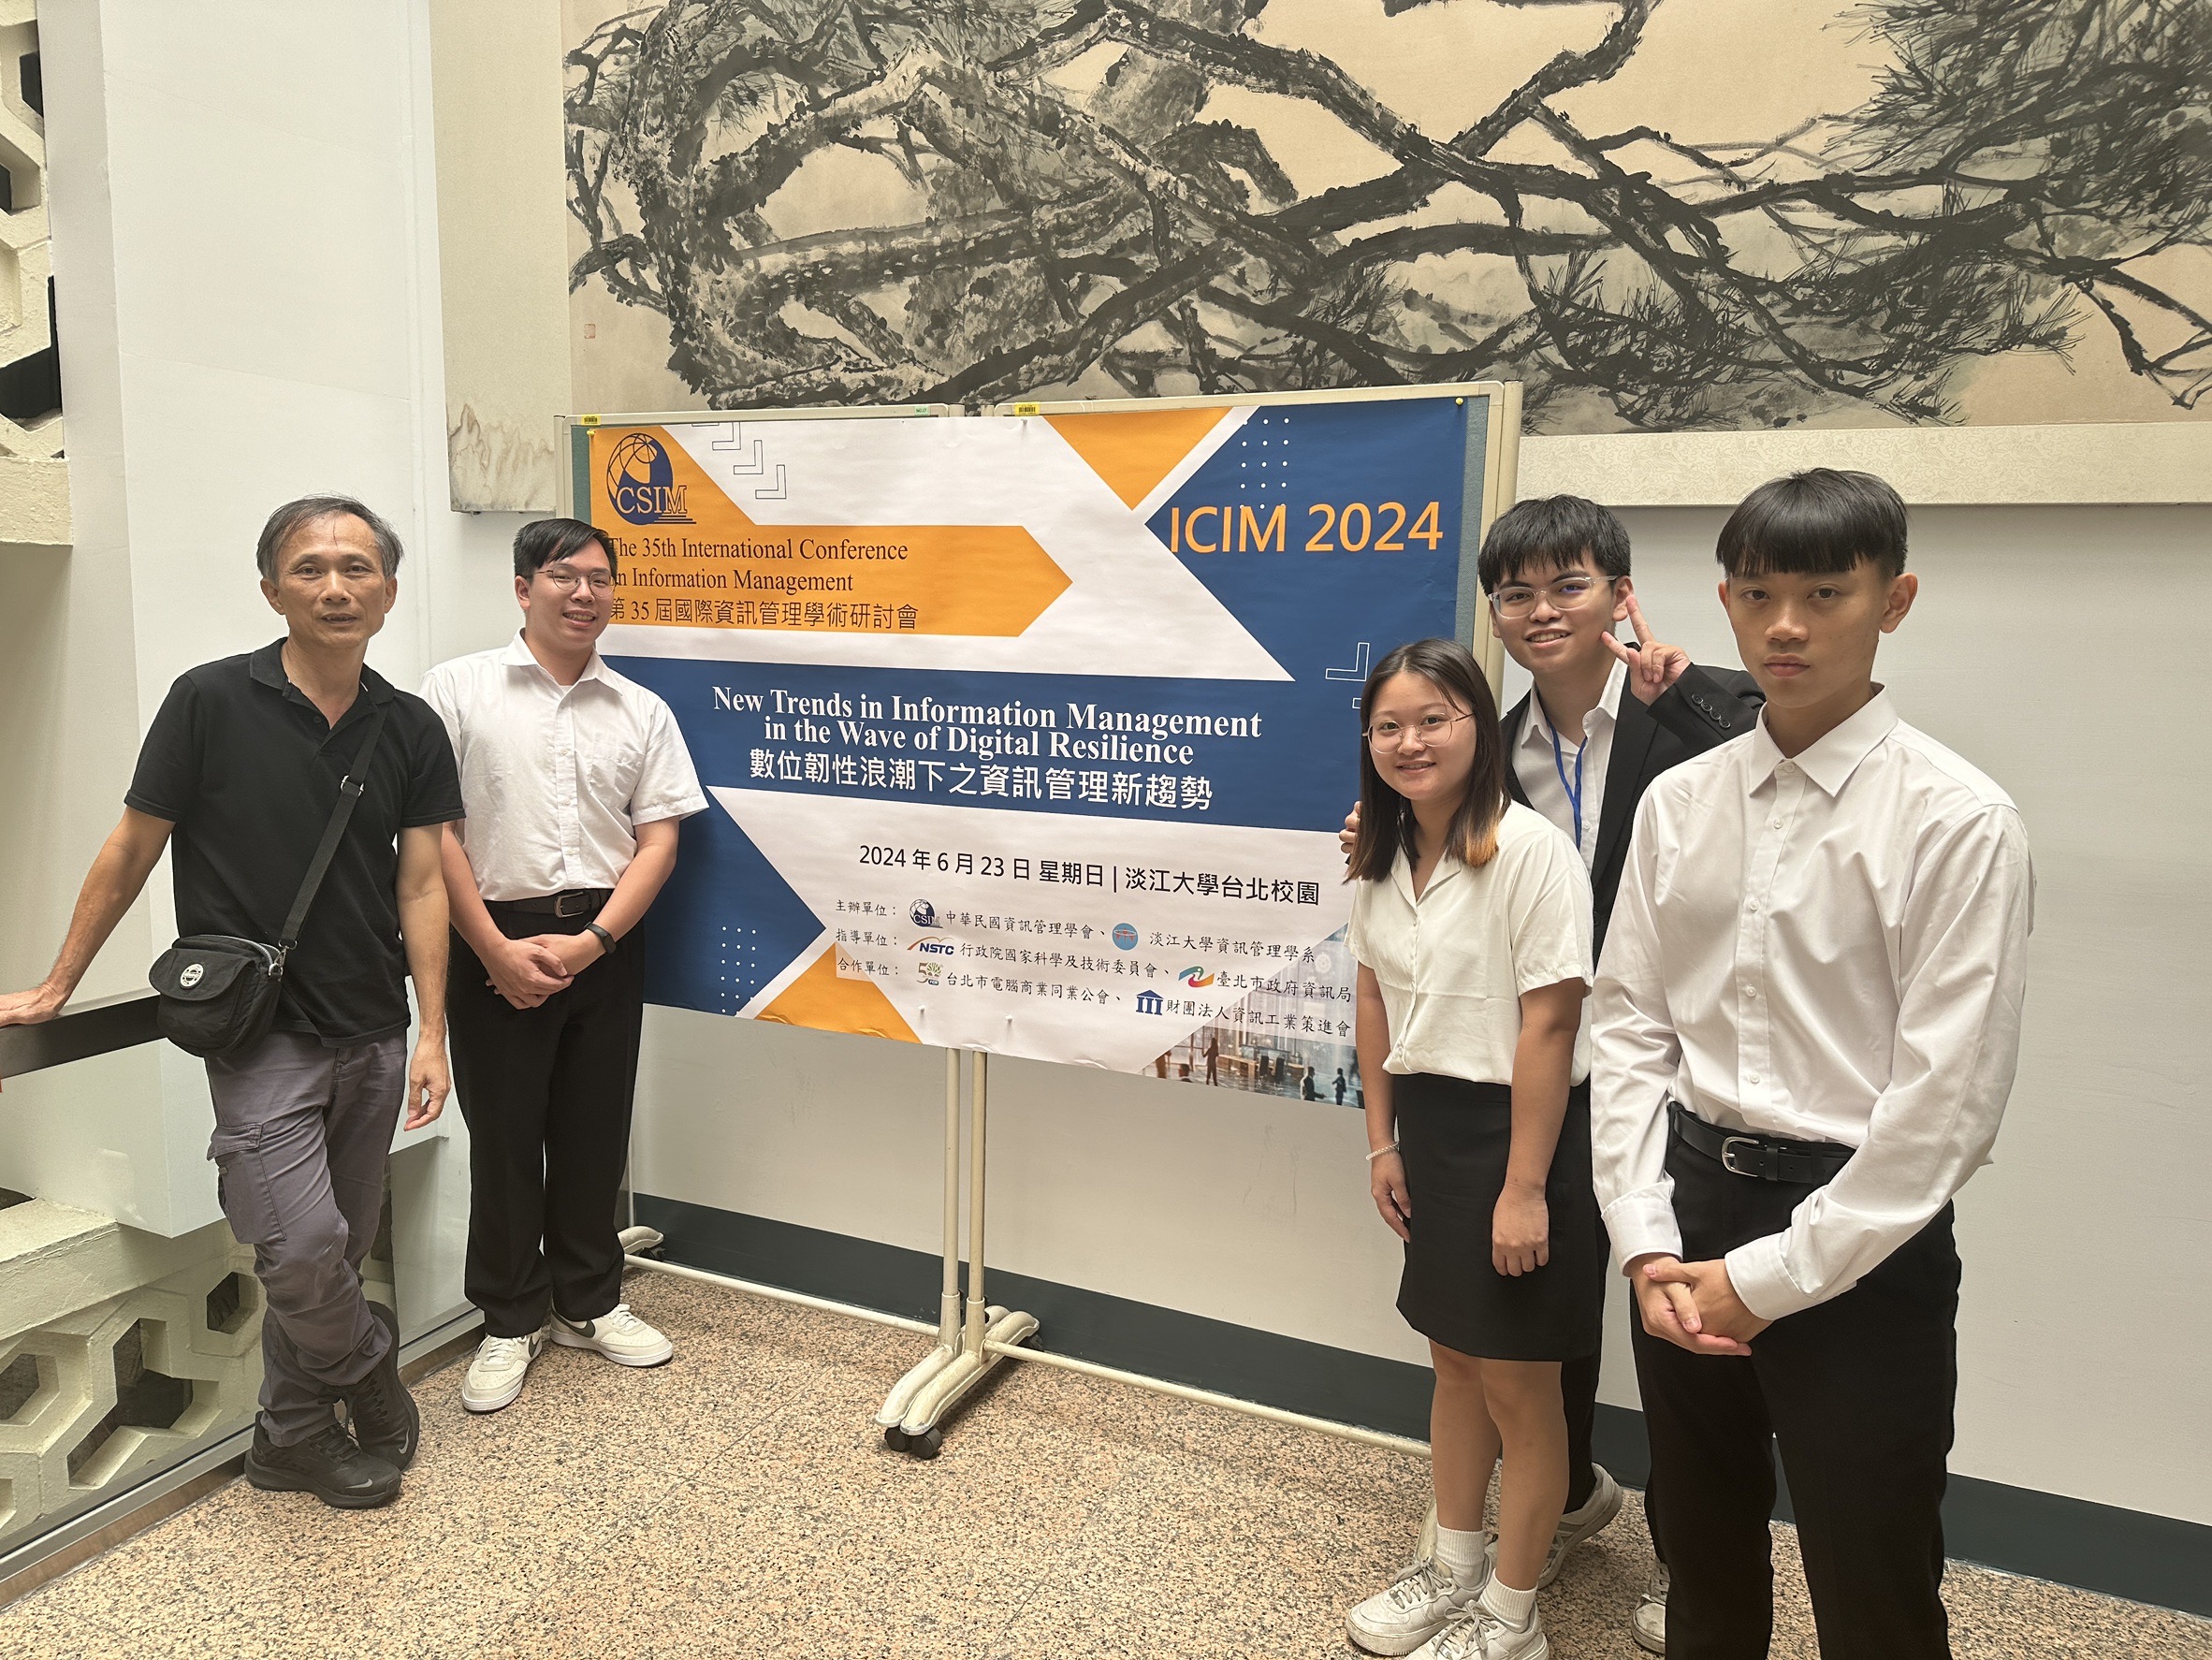 CSIM
ICIM 2024
The 35th International Conference
on Information Management
第 35 屆國際資訊管理學術研討會
New Trends in Information Management
in the Wave of Digital Resilience
數位韌性浪潮下之資訊管理新趨勢
2024 年 6 月 23 日 星期日 | 淡江大學台北校園
主辦單位： CSIM 中華民國資訊管理學會、 淡江大學資訊管理學系
指導單位： NSTC 行政院國家科學及技術委員會、 臺北市政府資訊局
合作單位： 50 台北市電腦商業同業公會、 財團法人資訊工業策進會